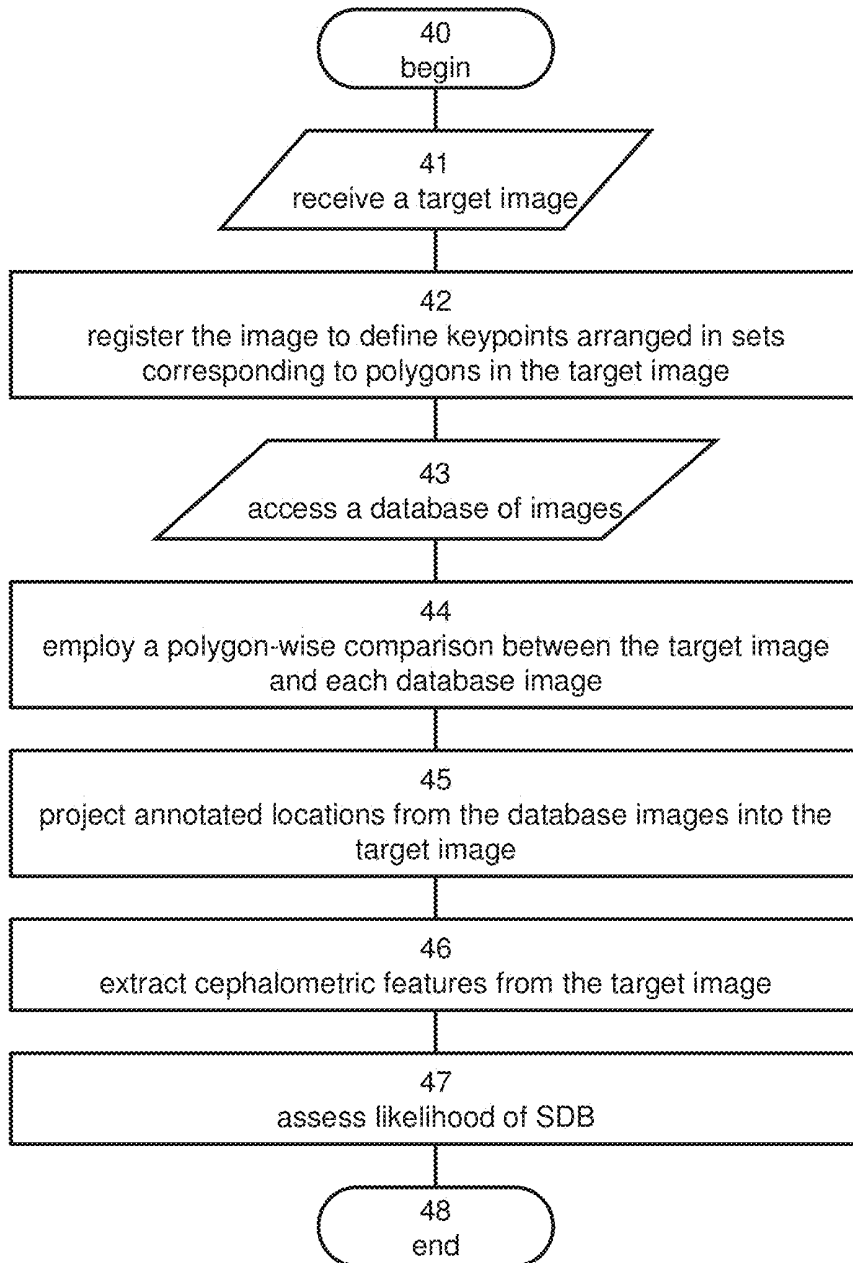 40
begin
41
receive a target image
42
register the image to define keypoints arranged in sets
corresponding to polygons in the target image
43
access a database of images
44
employ a polygon-wise comparison between the target image
and each database image
45
project annotated locations from the database images into the
target image
46
extract cephalometric features from the target image
47
assess likelihood of SDB
48
end